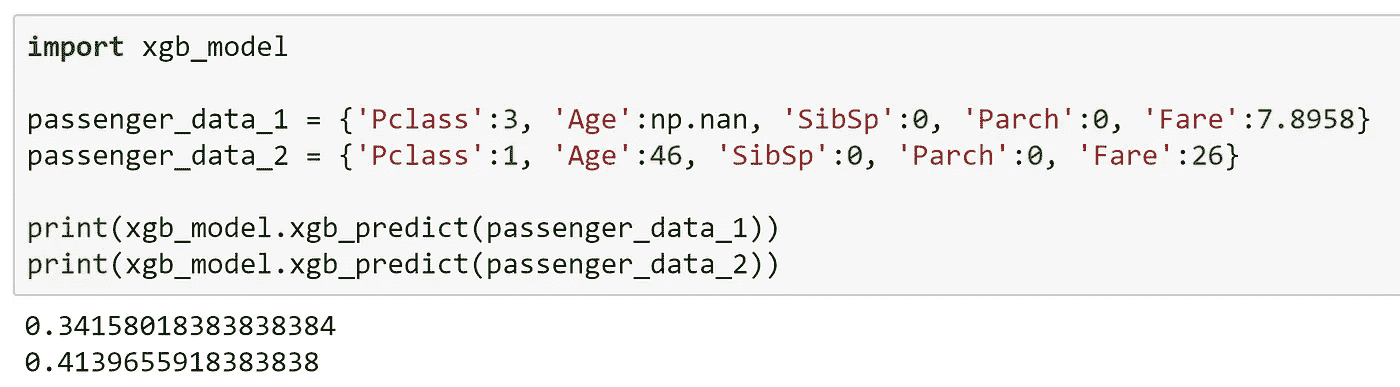 import xgb_model
passenger_data_1 = {'Pclass':3, 'Age':np.nan, 'SibSp':0, 'Parch':0, 'Fare':7.8958}
passenger_data_2 = {'Pclass':1, 'Age':46, 'SibSp':0, 'Parch':0, 'Fare':26}
print(xgb_model.xgb_predict(passenger_data_1))
print(xgb_model.xgb_predict(passenger_data_2))
0.34158018383838384
0.4139655918383838